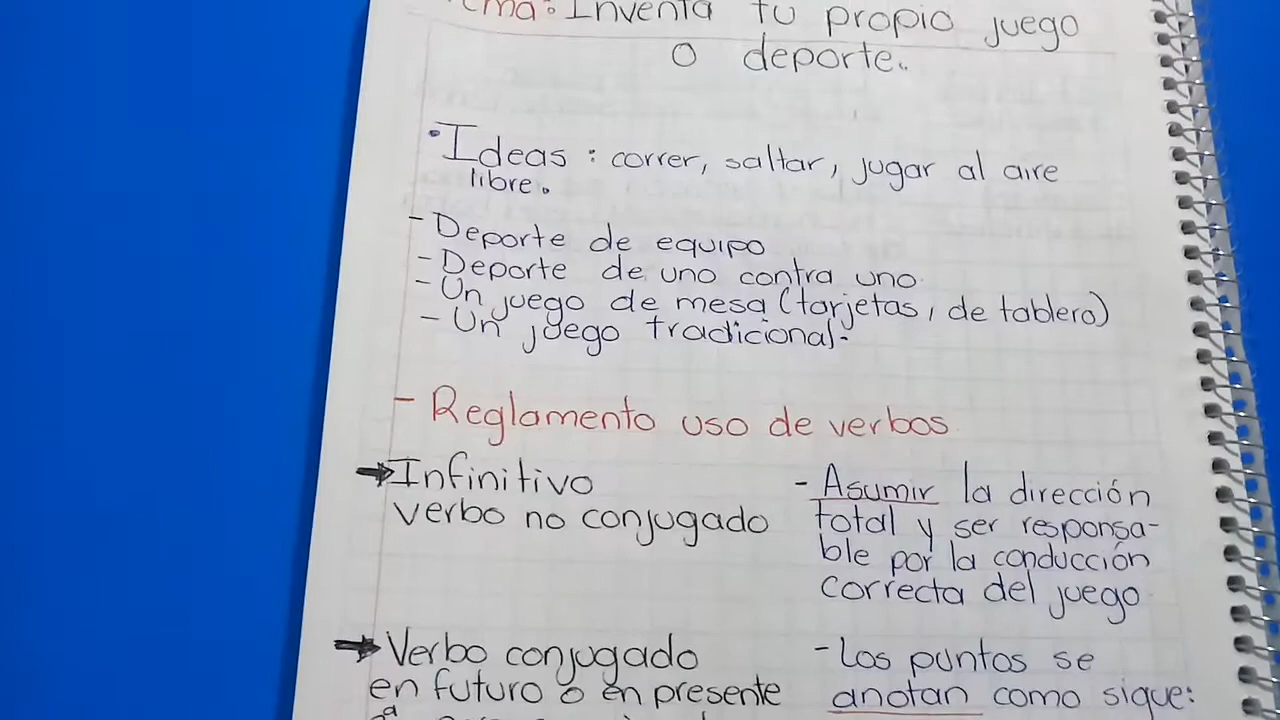 Tema: Inventa tu propio juego
o deporte.
• Ideas : correr, saltar, jugar al aire
libre.
- Deporte de equipo
- Deporte de uno contra uno.
- Un juego de mesa (tarjetas, de tablero)
- Un juego tradicional-
- Reglamento uso de verbos
→ Infinitivo
verbo no conjugado
- Asumir la dirección
total y ser responsa-
ble por la conducción
correcta del juego
→ Verbo conjugado
en futuro o en presente
- Los puntos se
anotan como sigue: